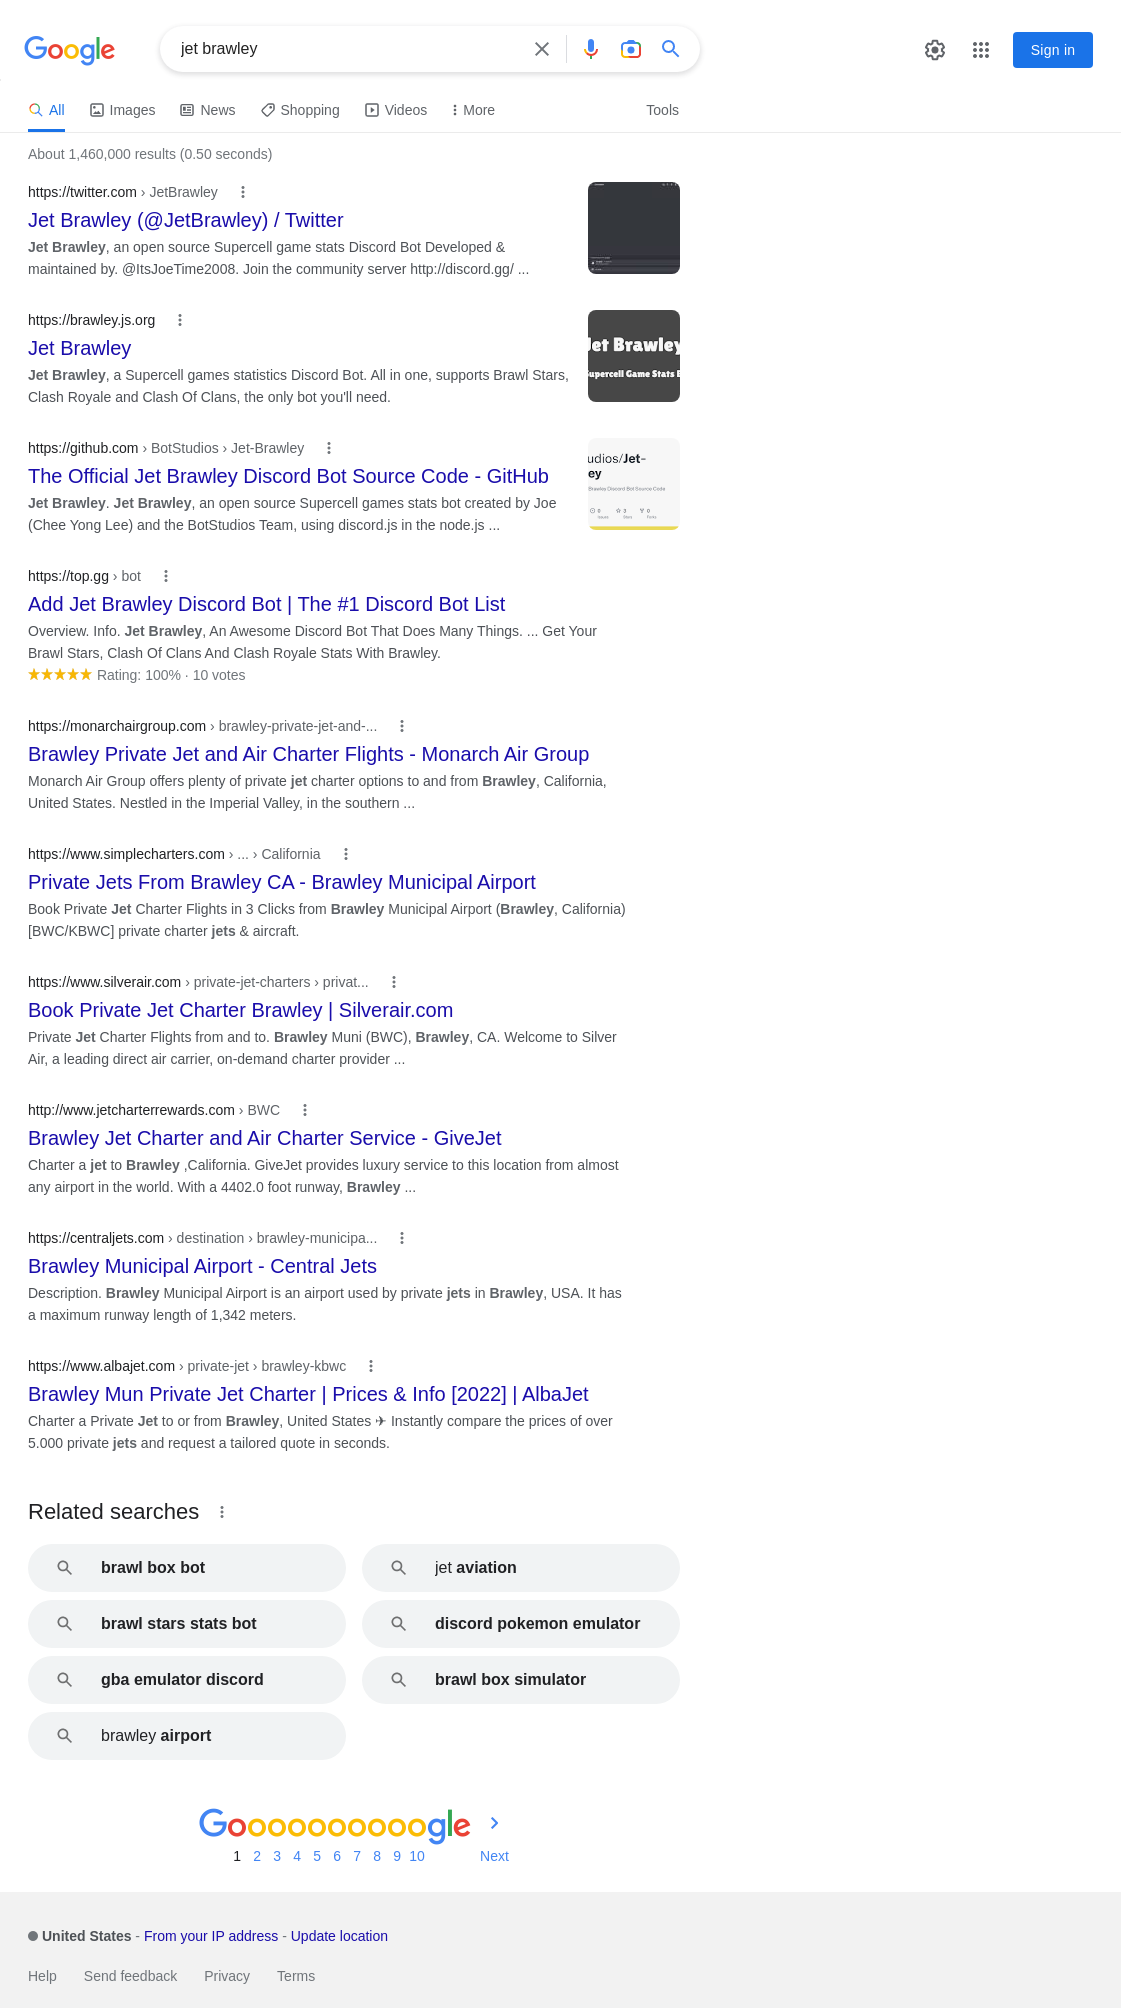 Google
jet brawley
Sign in
All
Images
News
Shopping
Videos
More
Tools
About 1,460,000 results (0.50 seconds)
https://twitter.com › JetBrawley
Jet Brawley (@JetBrawley) / Twitter
Jet Brawley, an open source Supercell game stats Discord Bot Developed &
maintained by. @ItsJoeTime2008. Join the community server http://discord.gg/ ...
https://brawley.js.org
Jet Brawley
Jet Brawley, a Supercell games statistics Discord Bot. All in one, supports Brawl Stars,
Clash Royale and Clash Of Clans, the only bot you'll need.
Jet Brawley
Supercell Game Stats B
https://github.com › BotStudios › Jet-Brawley
The Official Jet Brawley Discord Bot Source Code - GitHub
Jet Brawley. Jet Brawley, an open source Supercell games stats bot created by Joe
(Chee Yong Lee) and the BotStudios Team, using discord.js in the node.js ...
udios/Jet-
ey
Brawley Discord Bot Source Code
https://top.gg › bot
Add Jet Brawley Discord Bot | The #1 Discord Bot List
Overview. Info. Jet Brawley, An Awesome Discord Bot That Does Many Things. ... Get Your
Brawl Stars, Clash Of Clans And Clash Royale Stats With Brawley.
Rating: 100% · 10 votes
https://monarchairgroup.com › brawley-private-jet-and-...
Brawley Private Jet and Air Charter Flights - Monarch Air Group
Monarch Air Group offers plenty of private jet charter options to and from Brawley, California,
United States. Nestled in the Imperial Valley, in the southern ...
https://www.simplecharters.com › ... › California
Private Jets From Brawley CA - Brawley Municipal Airport
Book Private Jet Charter Flights in 3 Clicks from Brawley Municipal Airport (Brawley, California)
[BWC/KBWC] private charter jets & aircraft.
https://www.silverair.com › private-jet-charters › privat...
Book Private Jet Charter Brawley | Silverair.com
Private Jet Charter Flights from and to. Brawley Muni (BWC), Brawley, CA. Welcome to Silver
Air, a leading direct air carrier, on-demand charter provider ...
http://www.jetcharterrewards.com › BWC
Brawley Jet Charter and Air Charter Service - GiveJet
Charter a jet to Brawley ,California. GiveJet provides luxury service to this location from almost
any airport in the world. With a 4402.0 foot runway, Brawley ...
https://centraljets.com › destination › brawley-municipa...
Brawley Municipal Airport - Central Jets
Description. Brawley Municipal Airport is an airport used by private jets in Brawley, USA. It has
a maximum runway length of 1,342 meters.
https://www.albajet.com › private-jet › brawley-kbwc
Brawley Mun Private Jet Charter | Prices & Info [2022] | AlbaJet
Charter a Private Jet to or from Brawley, United States ✈ Instantly compare the prices of over
5.000 private jets and request a tailored quote in seconds.
Related searches
brawl box bot
jet aviation
brawl stars stats bot
discord pokemon emulator
gba emulator discord
brawl box simulator
brawley airport
Goooooooooogle
1 2 3 4 5 6 7 8 9 10 Next
United States - From your IP address - Update location
Help Send feedback Privacy Terms